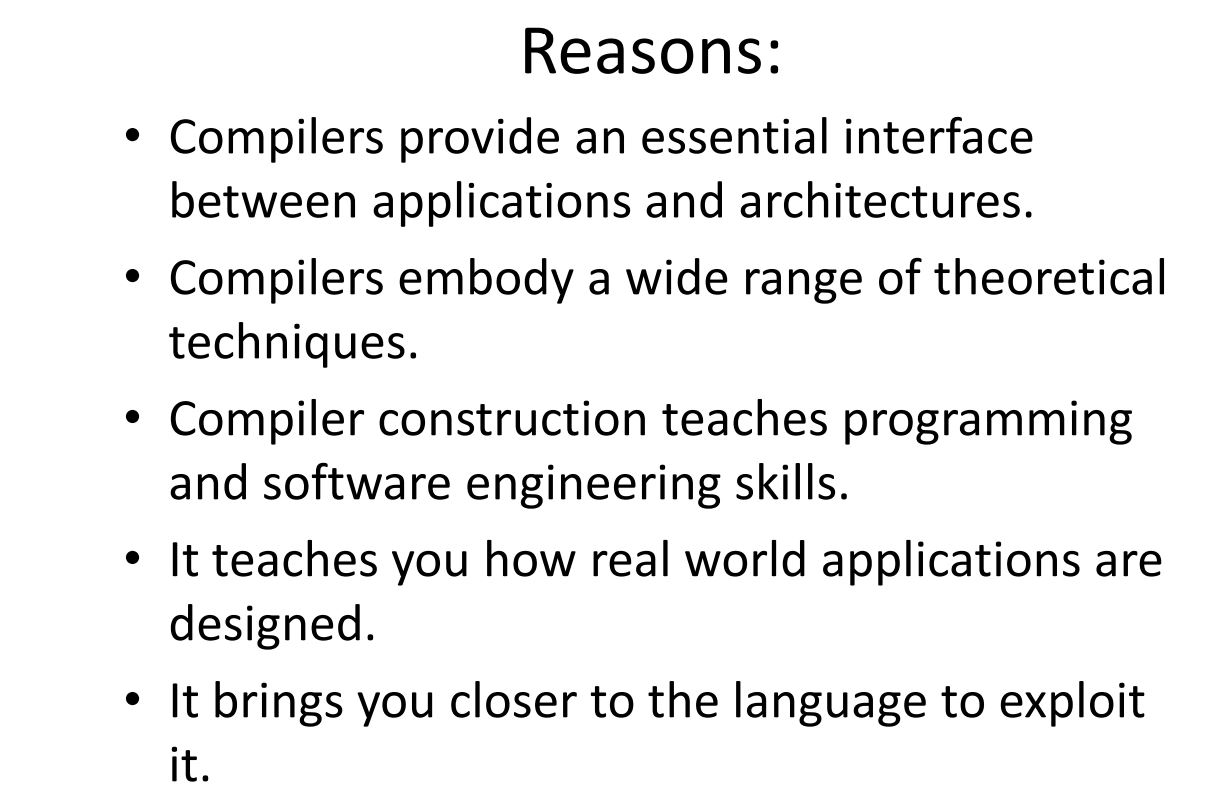 Reasons:
• Compilers provide an essential interface
between applications and architectures.
• Compilers embody a wide range of theoretical
techniques.
• Compiler construction teaches programming
and software engineering skills.
• It teaches you how real world applications are
designed.
• It brings you closer to the language to exploit
it.